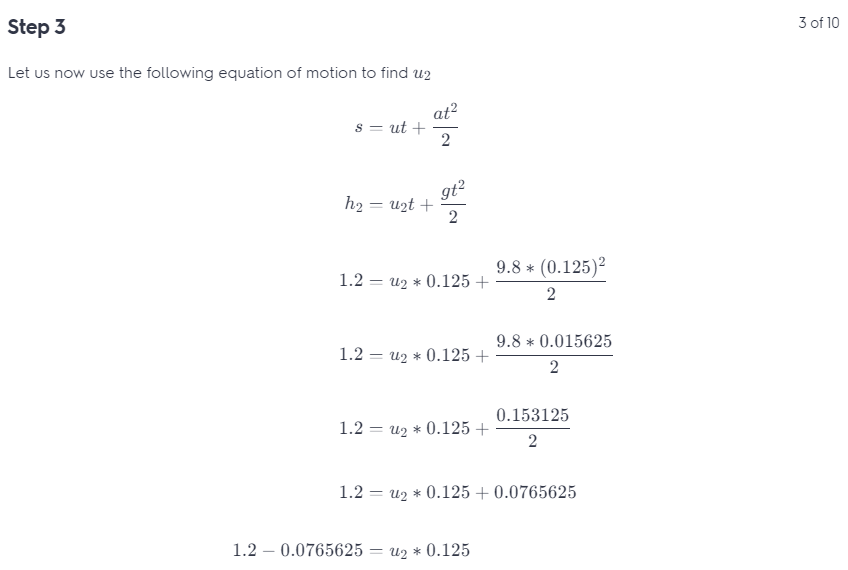 Step 3
3 of 10
Let us now use the following equation of motion to find u₂
s = ut + at²/2
h₂ = u₂t + gt²/2
1.2 = u₂ * 0.125 + 9.8 * (0.125)²/2
1.2 = u₂ * 0.125 + 9.8 * 0.015625/2
1.2 = u₂ * 0.125 + 0.153125/2
1.2 = u₂ * 0.125 + 0.0765625
1.2 − 0.0765625 = u₂ * 0.125